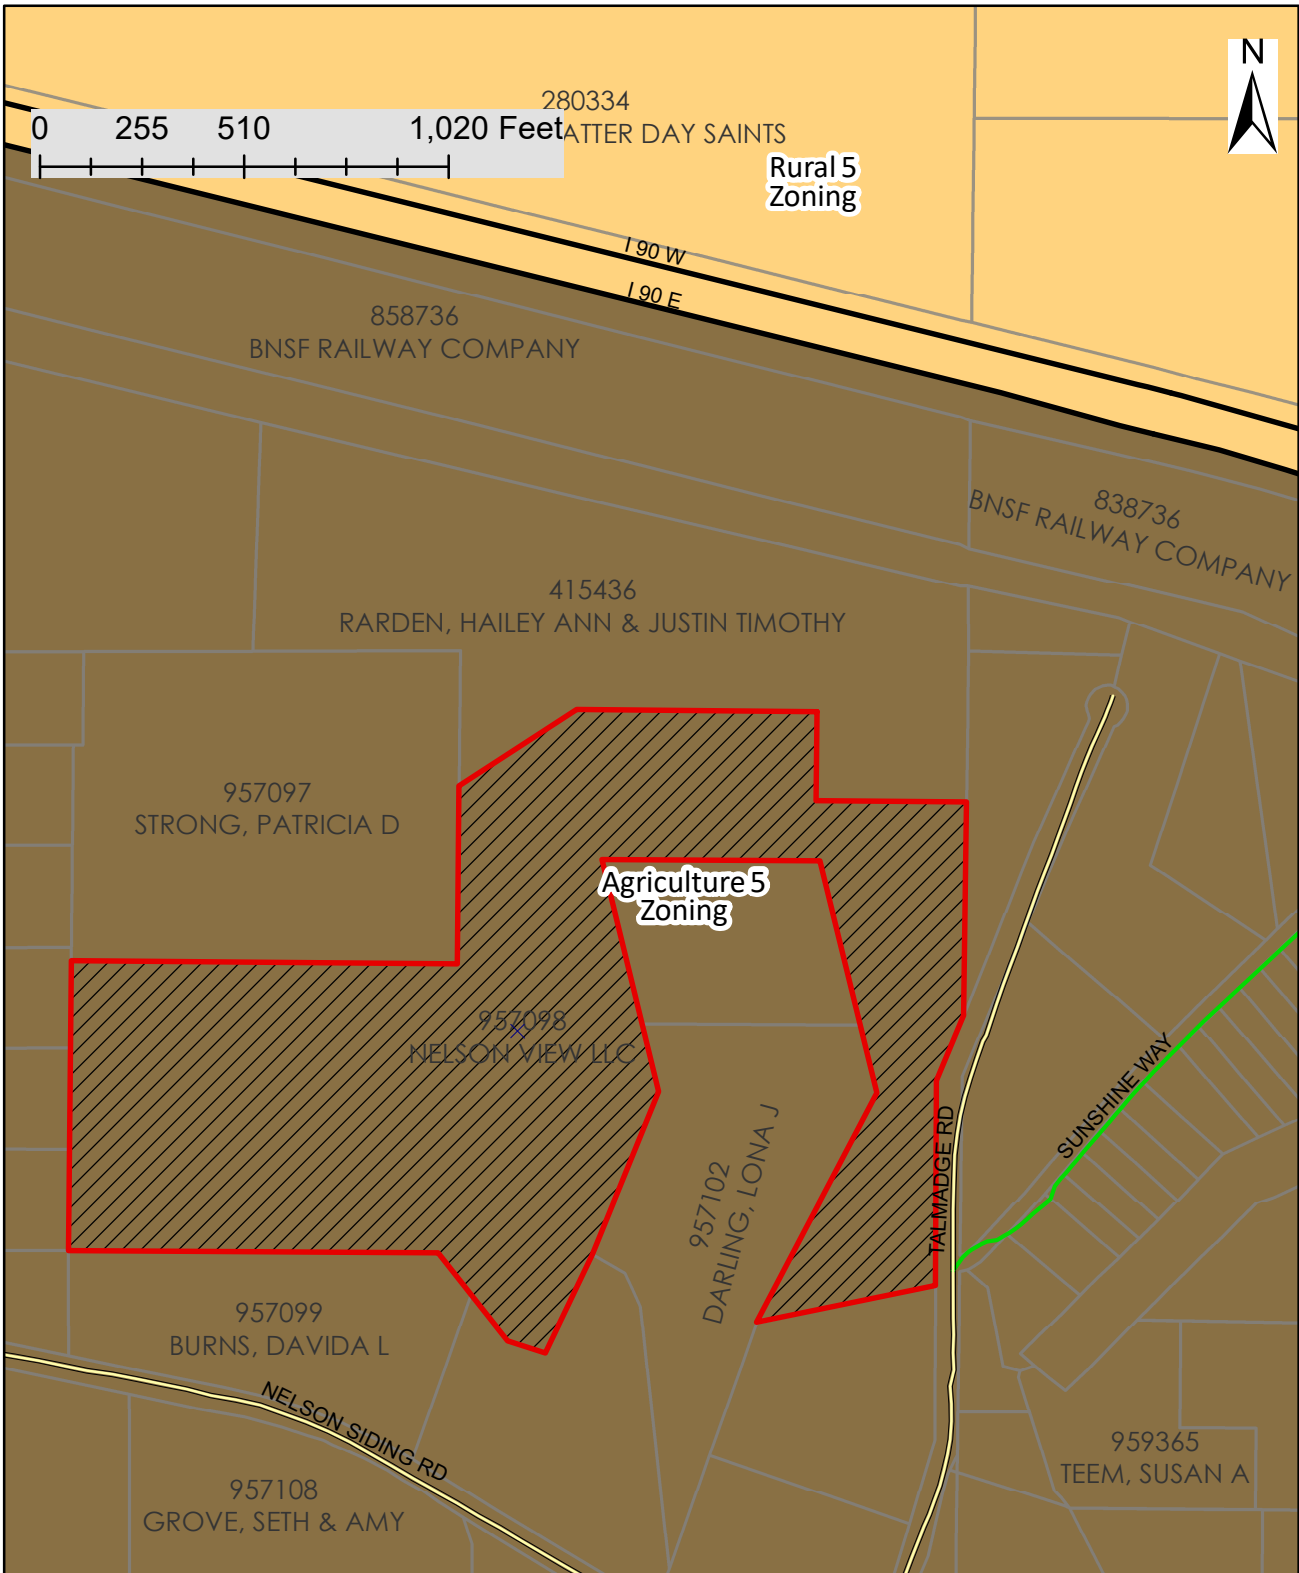 N
280334
ATTER DAY SAINTS
0 255 510 1,020 Feet
Rural 5
Zoning
I 90 W
I 90 E
858736
BNSF RAILWAY COMPANY
838736
BNSF RAILWAY COMPANY
415436
RARDEN, HAILEY ANN & JUSTIN TIMOTHY
957097
STRONG, PATRICIA D
Agriculture 5
Zoning
957098
NELSON VIEW LLC
SUNSHINE WAY
TALMADGE RD
957102
DARLING, LONA J
957099
BURNS, DAVIDA L
NELSON SIDING RD
959365
TEEM, SUSAN A
957108
GROVE, SETH & AMY